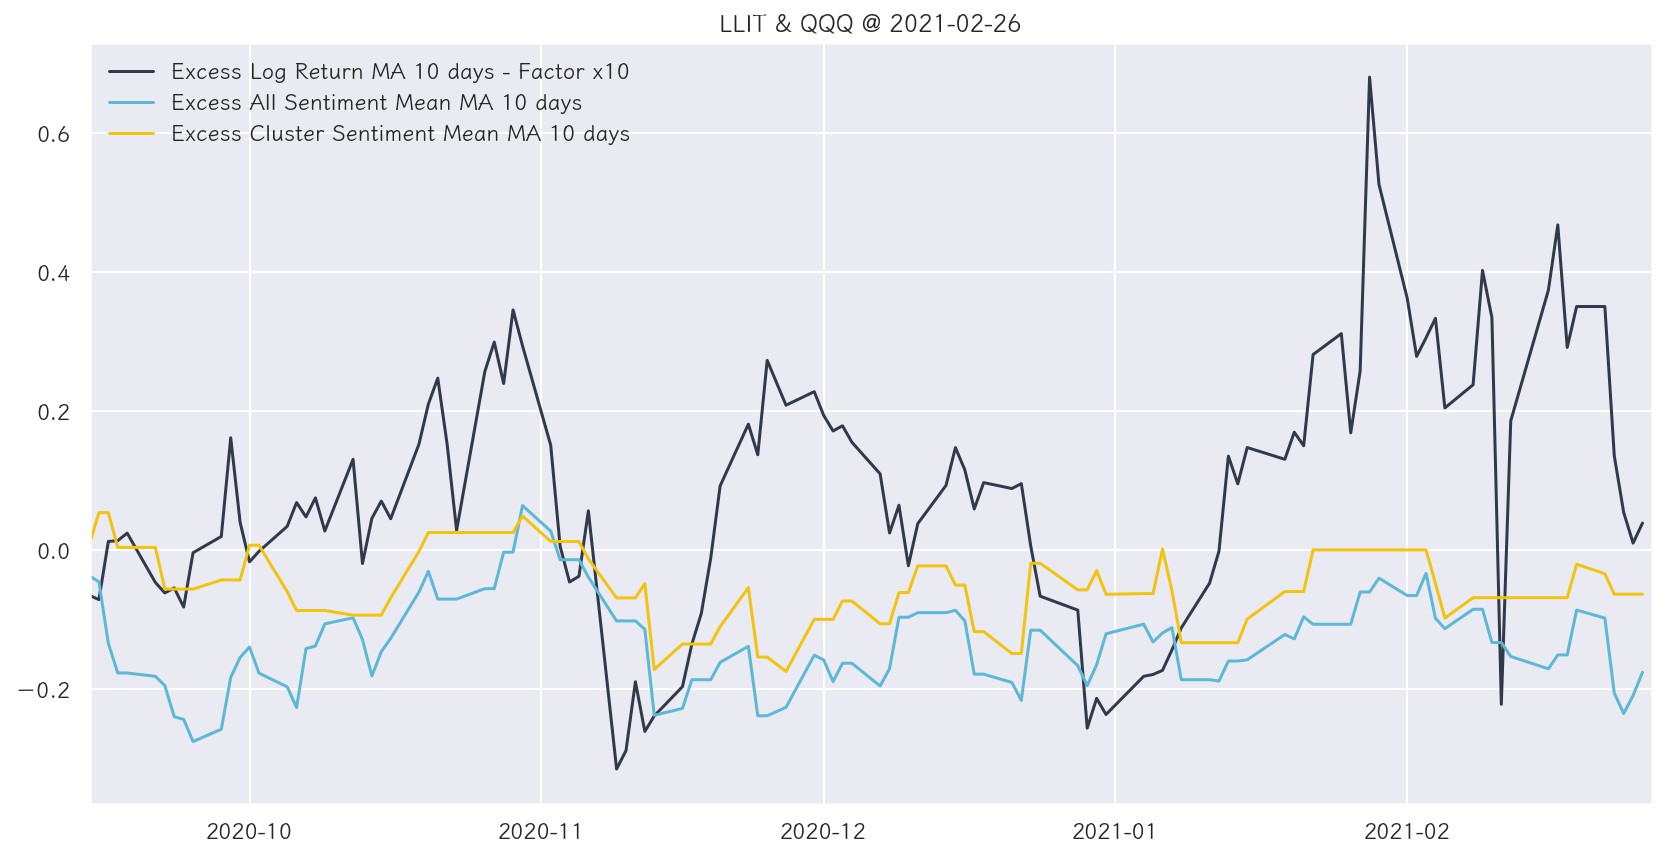 LLIT & QQQ @ 2021-02-26
Excess Log Return MA 10 days - Factor x10
Excess All Sentiment Mean MA 10 days
Excess Cluster Sentiment Mean MA 10 days
0.6
0.4
0.2
0.0
−0.2
2020-10 2020-11 2020-12 2021-01 2021-02